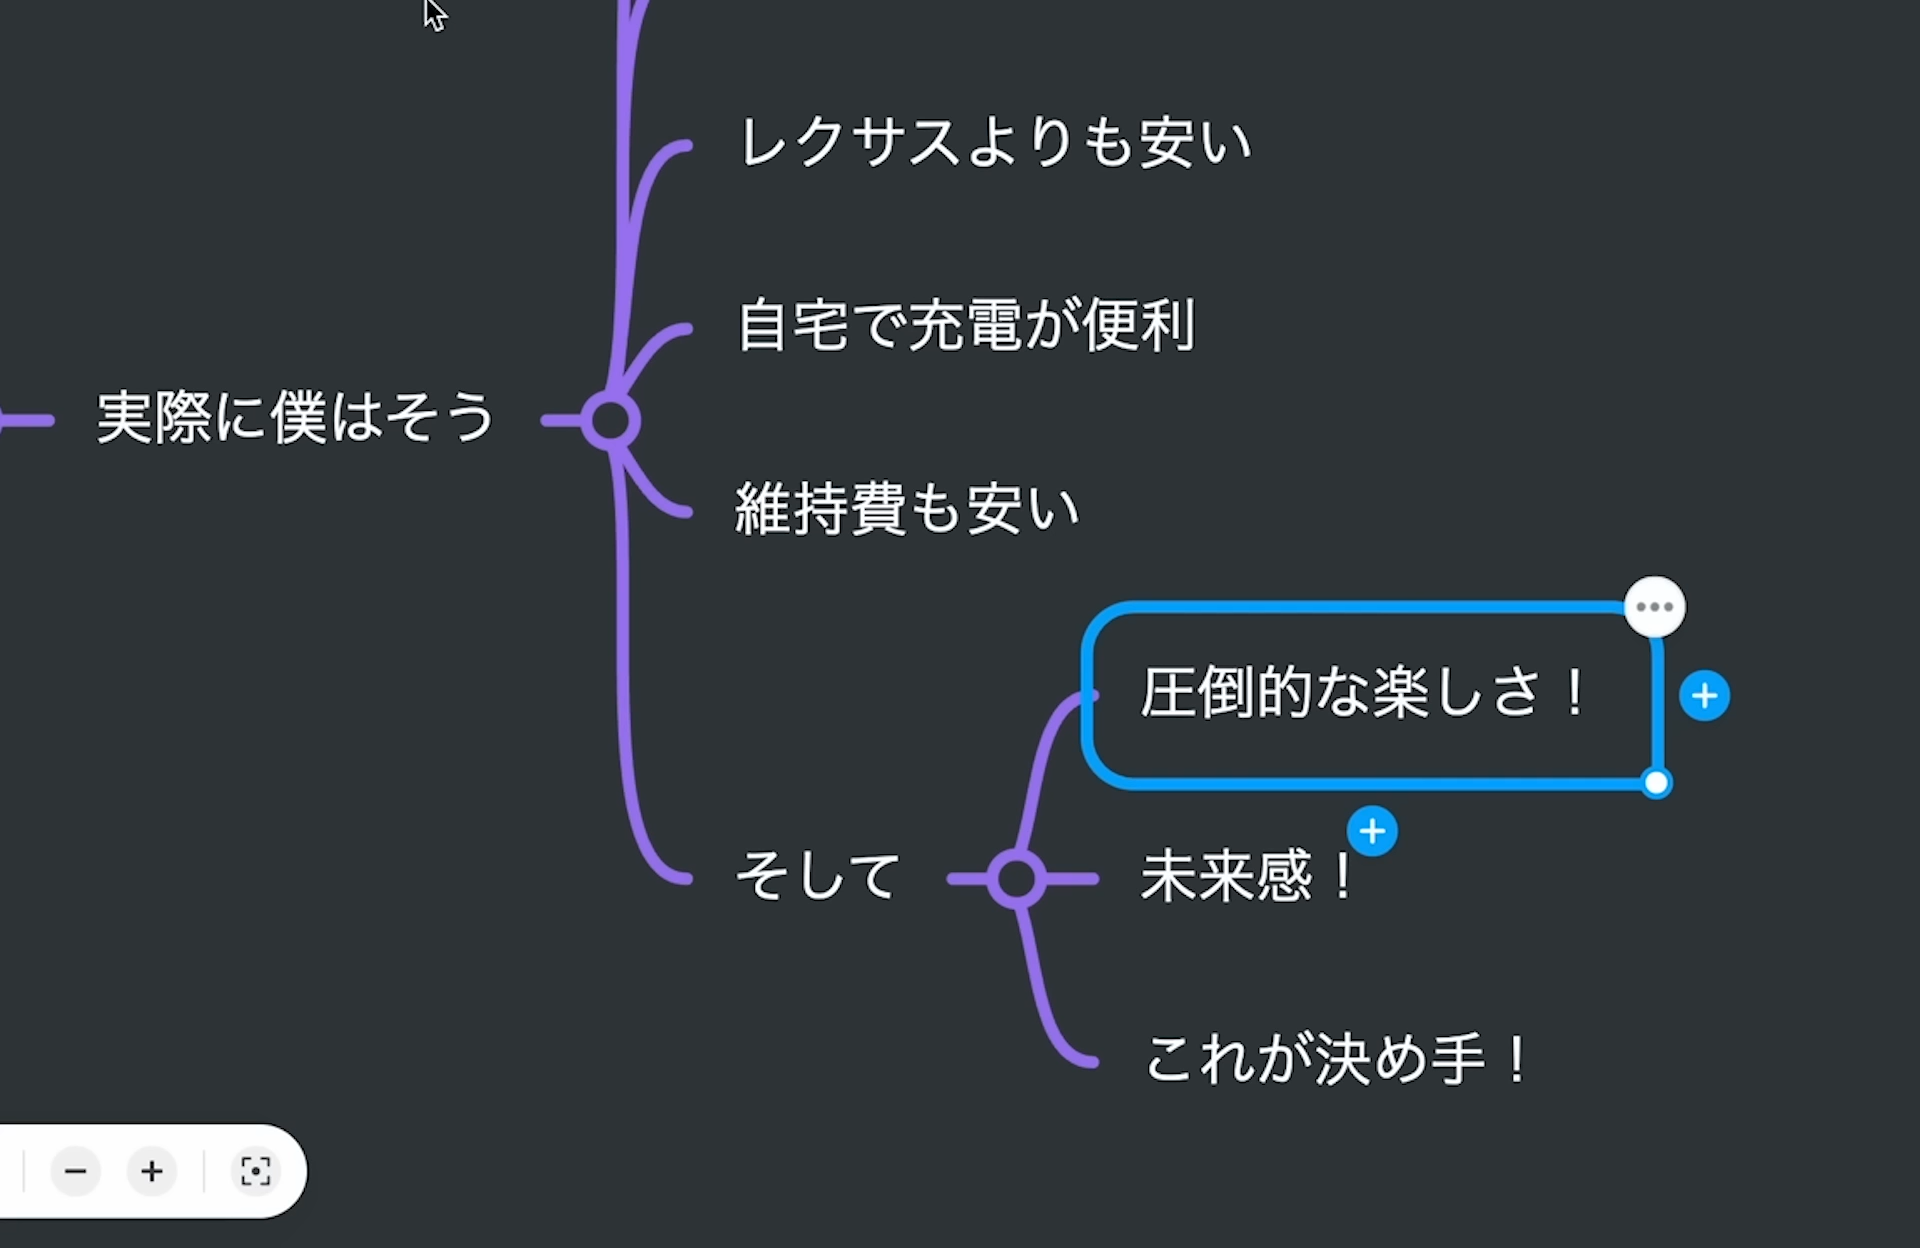 レクサスよりも安い
自宅で充電が便利
実際に僕はそう
維持費も安い
圧倒的な楽しさ！
そして
未来感！
これが決め手！